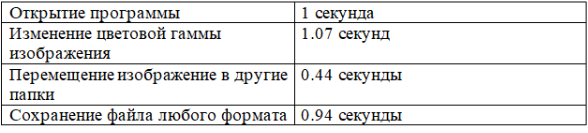 Открытие программы 1 секунда
Изменение цветовой гаммы 1.07 секунд
изображения
Перемещение изображение в другие 0.44 секунды
папки
Сохранение файла любого формата 0.94 секунды